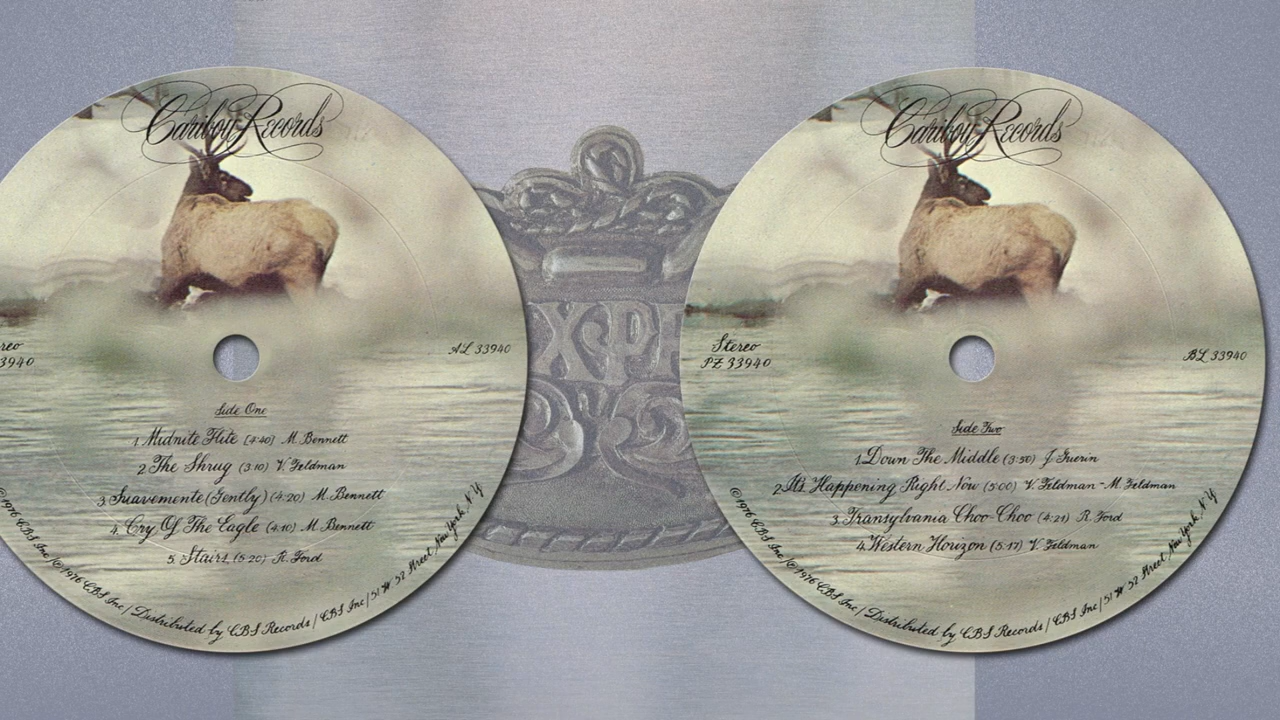 Caribou Records
reo
3940
AL 33940
Side One
1. Midnite Flite (4:40) M. Bennett
2 The Shrug (3:10) V. Feldman
3. Suavemente (Gently) (4:20) M. Bennett
4. Cry Of The Eagle (4:10) M. Bennett
5. Stairs (5:20) R. Ford
© 1976 CBS Inc / ℗ 1976 CBS Inc / Distributed by CBS Records / CBS Inc / 51 W 52 Street New York N.Y
XPR
Caribou Records
Stereo
PZ 33940
BL 33940
Side Two
1. Down The Middle (3:50) J. Guerin
2. It's Happening Right Now (5:00) V. Feldman - M. Feldman
3. Transylvania Choo-Choo (4:21) R. Ford
4. Western Horizon (5:17) V. Feldman
© 1976 CBS Inc / ℗ 1976 CBS Inc / Distributed by CBS Records / CBS Inc / 51 W 52 Street New York N.Y